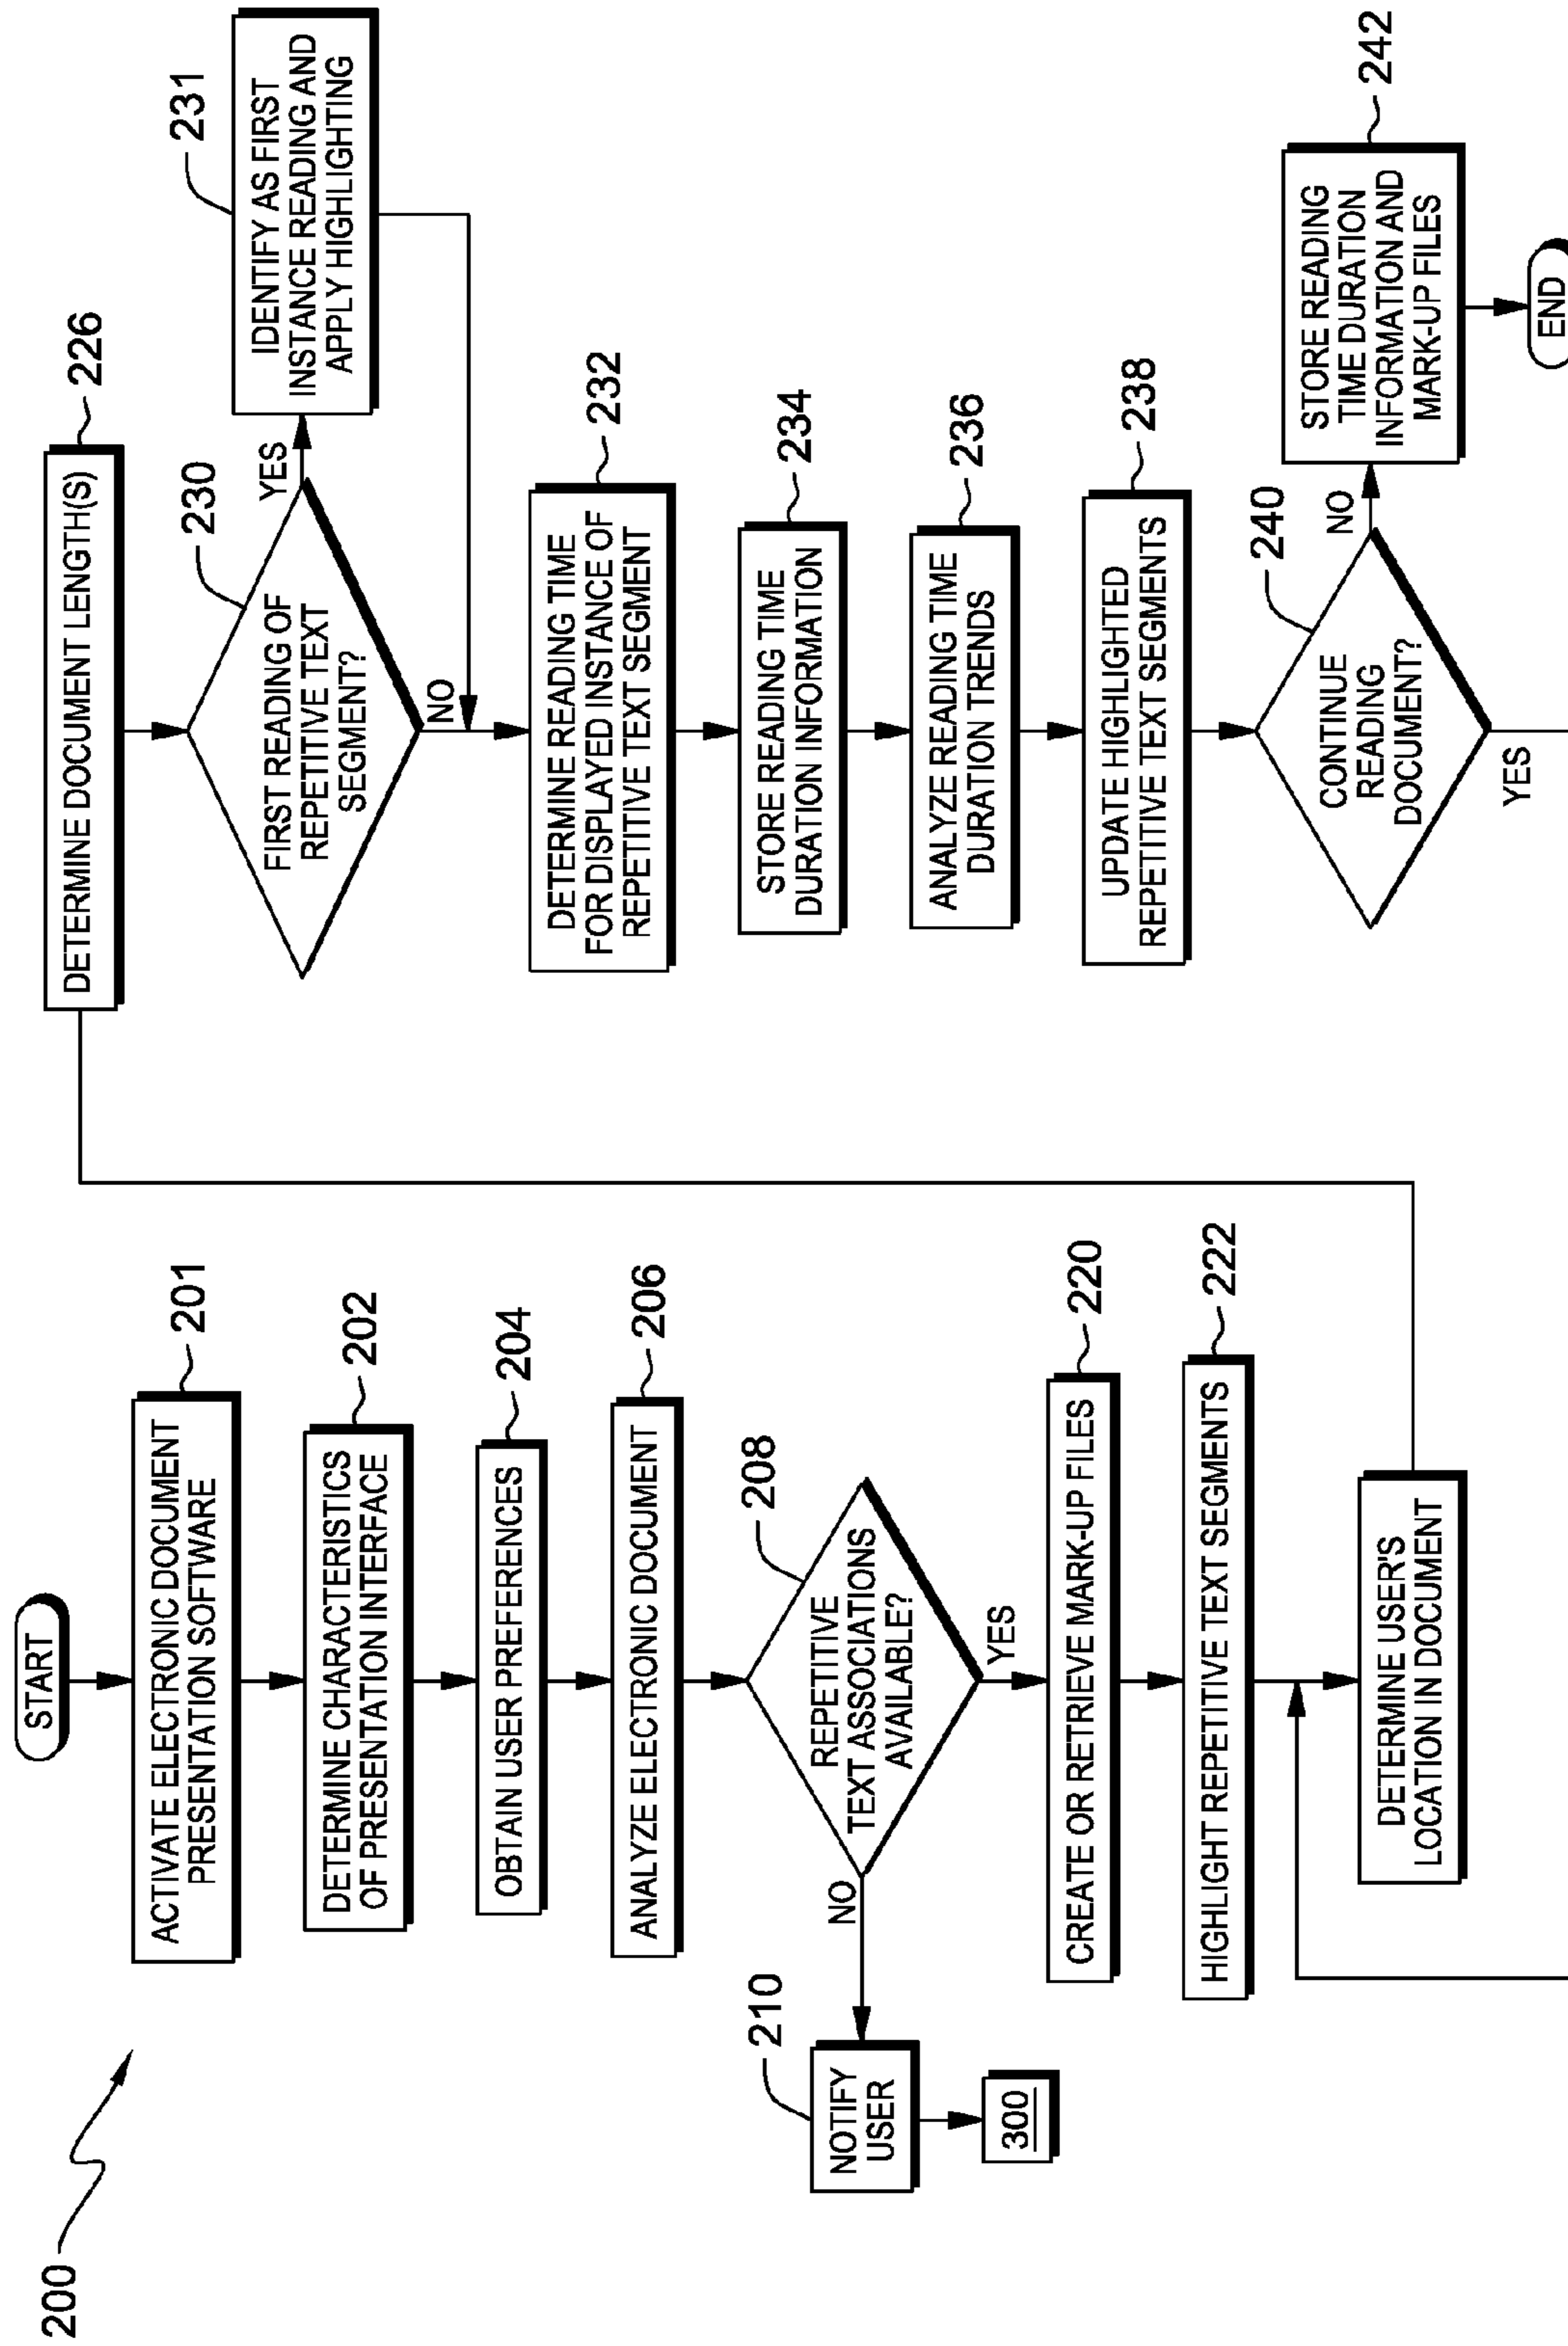 200
START
ACTIVATE ELECTRONIC DOCUMENT
PRESENTATION SOFTWARE
201
DETERMINE CHARACTERISTICS
OF PRESENTATION INTERFACE
202
OBTAIN USER PREFERENCES
204
ANALYZE ELECTRONIC DOCUMENT
206
REPETITIVE
TEXT ASSOCIATIONS
AVAILABLE?
208
NO
NOTIFY
USER
210
300
YES
CREATE OR RETRIEVE MARK-UP FILES
220
HIGHLIGHT REPETITIVE TEXT SEGMENTS
222
DETERMINE USER'S
LOCATION IN DOCUMENT
DETERMINE DOCUMENT LENGTH(S)
226
FIRST READING OF
REPETITIVE TEXT
SEGMENT?
230
YES
IDENTIFY AS FIRST
INSTANCE READING AND
APPLY HIGHLIGHTING
231
NO
DETERMINE READING TIME
FOR DISPLAYED INSTANCE OF
REPETITIVE TEXT SEGMENT
232
STORE READING TIME
DURATION INFORMATION
234
ANALYZE READING TIME
DURATION TRENDS
236
UPDATE HIGHLIGHTED
REPETITIVE TEXT SEGMENTS
238
CONTINUE
READING
DOCUMENT?
240
NO
STORE READING
TIME DURATION
INFORMATION AND
MARK-UP FILES
242
END
YES